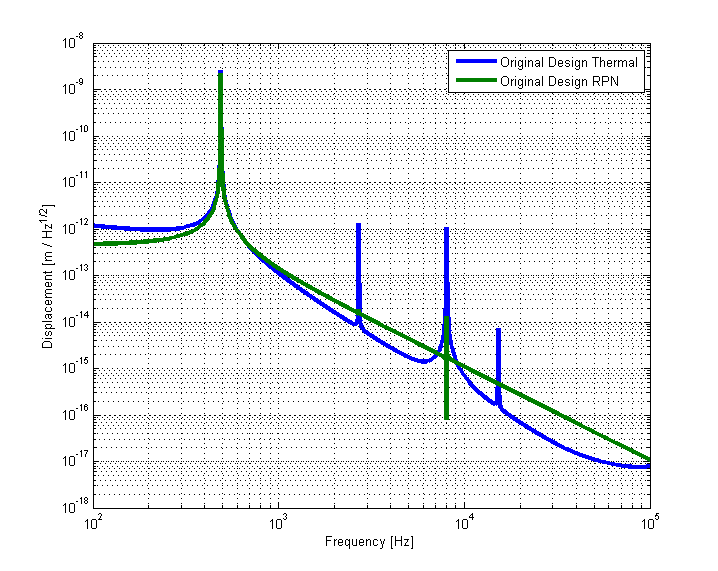 Original Design Thermal
Original Design RPN
Displacement [m / Hz^1/2]
10^-8
10^-9
10^-10
10^-11
10^-12
10^-13
10^-14
10^-15
10^-16
10^-17
10^-18
10^2 10^3 10^4 10^5
Frequency [Hz]